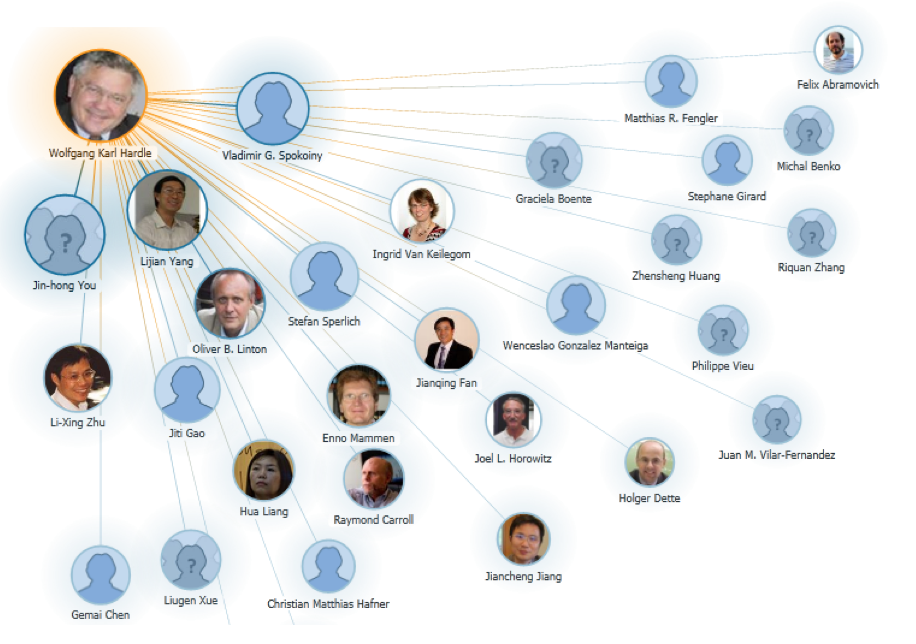 Felix Abramovich
Matthias R. Fengler
Wolfgang Karl Hardle
Vladimir G. Spokoiny
Michal Benko
Graciela Boente
Stephane Girard
Ingrid Van Keilegom
Lijian Yang
Zhensheng Huang
Riquan Zhang
Jin-hong You
Stefan Sperlich
Oliver B. Linton
Wenceslao Gonzalez Manteiga
Philippe Vieu
Jianqing Fan
Li-Xing Zhu
Jiti Gao
Enno Mammen
Joel L. Horowitz
Juan M. Vilar-Fernandez
Holger Dette
Hua Liang
Raymond Carroll
Jiancheng Jiang
Liugen Xue
Christian Matthias Hafner
Gemai Chen